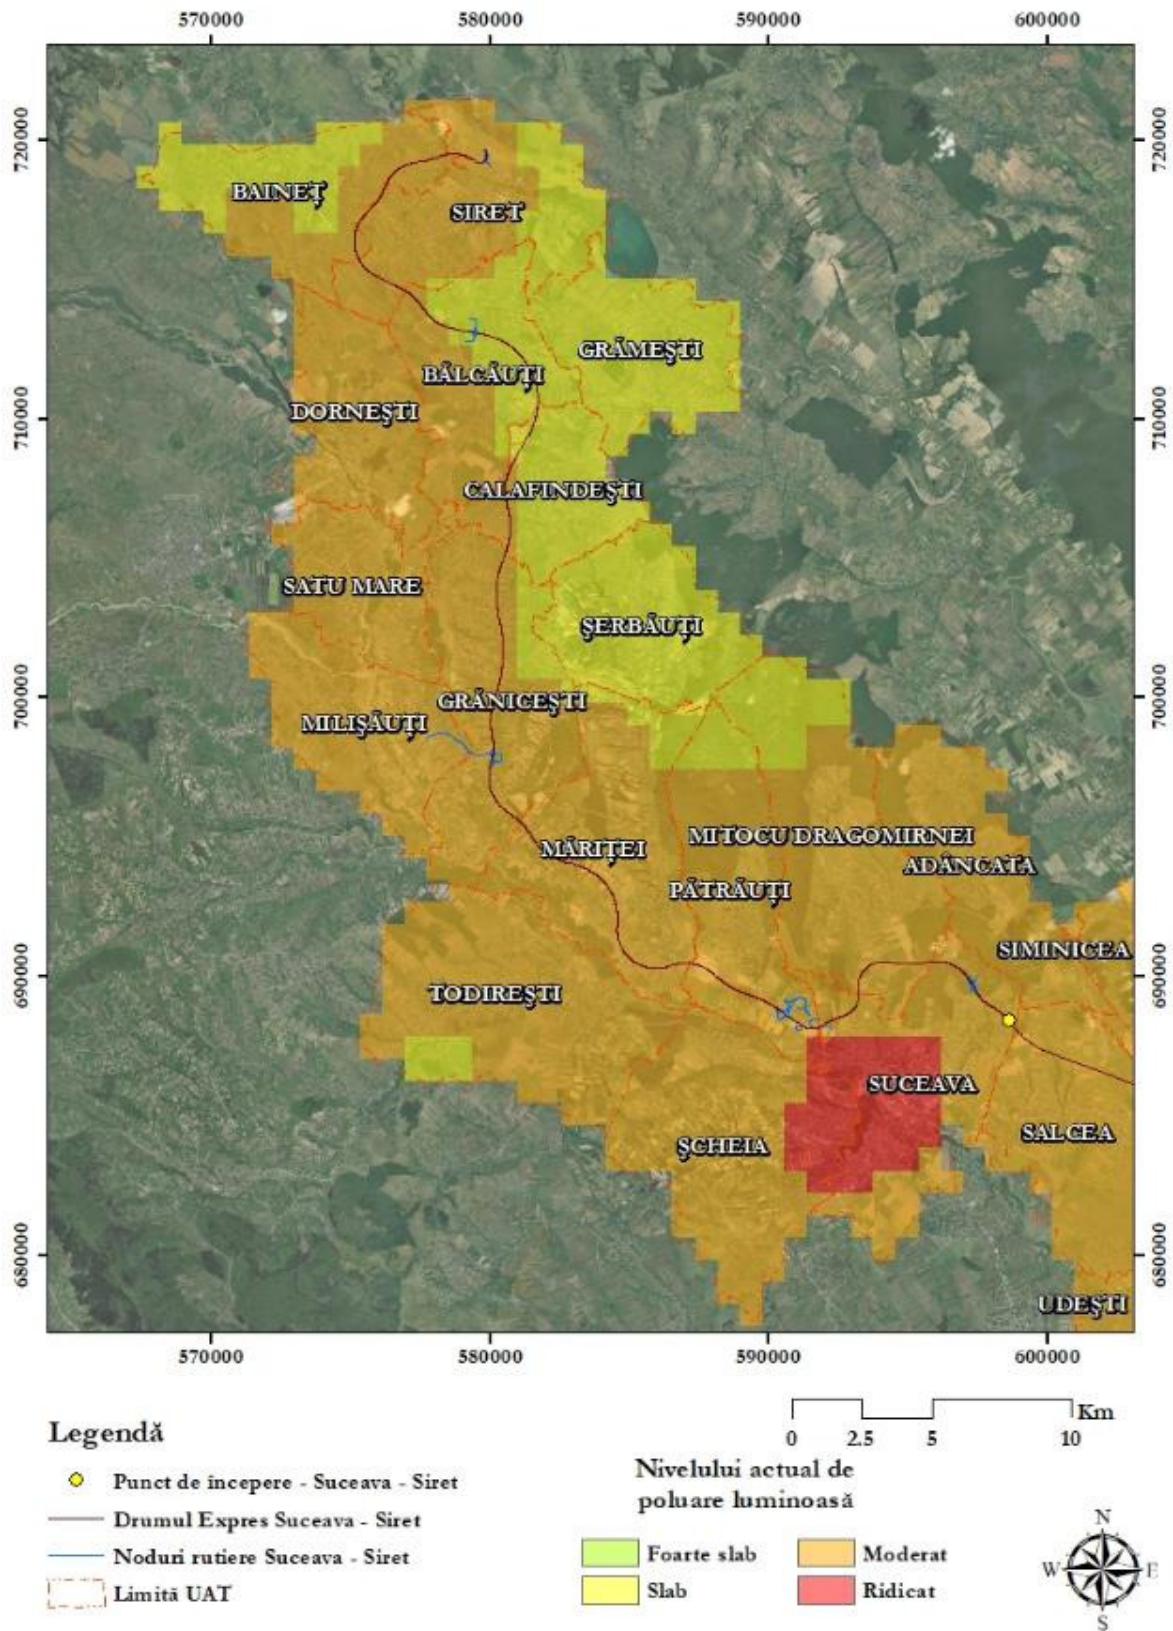 570000
580000
590000
600000
720000
720000
BAINEȚ
SIRET
GRĂMEȘTI
BĂLCĂUȚI
DORNEȘTI
710000
710000
CALAFINDEȘTI
SATU MARE
ȘERBĂUȚI
700000
700000
GRĂNICEȘTI
MILIȘĂUȚI
MĂRIȚEI
MITOCU DRAGOMIRNEI
ADÂNCATA
PĂTRĂUȚI
SIMINICEA
690000
690000
TODIREȘTI
SUCEAVA
SALCEA
ȘCHEIA
680000
680000
UDEȘTI
570000
580000
590000
600000
Km
0 2.5 5 10
Legendă
Punct de începere - Suceava - Siret
Drumul Expres Suceava - Siret
Noduri rutiere Suceava - Siret
Limită UAT
Nivelului actual de
poluare luminoasă
Foarte slab
Slab
Moderat
Ridicat
N
W E
S